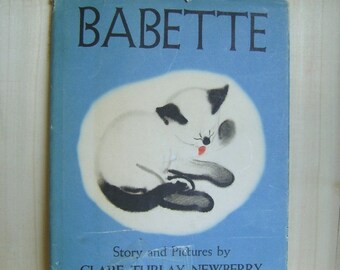 BABETTE
Story and Pictures by
CLARE TURLAY NEWBERRY